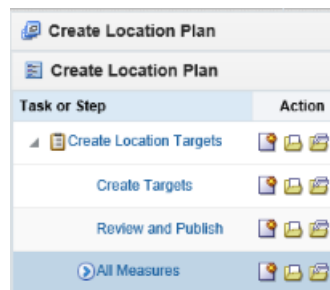 Create Location Plan
Create Location Plan
Task or Step Action
Create Location Targets
Create Targets
Review and Publish
All Measures